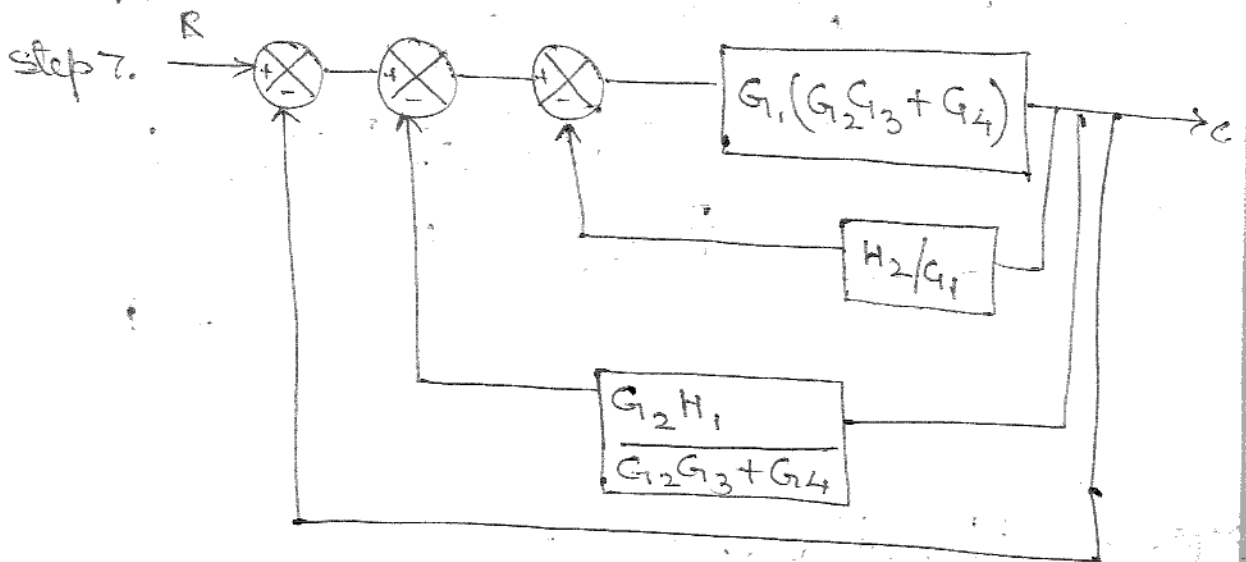 R
Step 7.
+ - + - + -
G₁(G₂G₃ + G₄)
c
H₂/G₁
G₂H₁
G₂G₃ + G₄